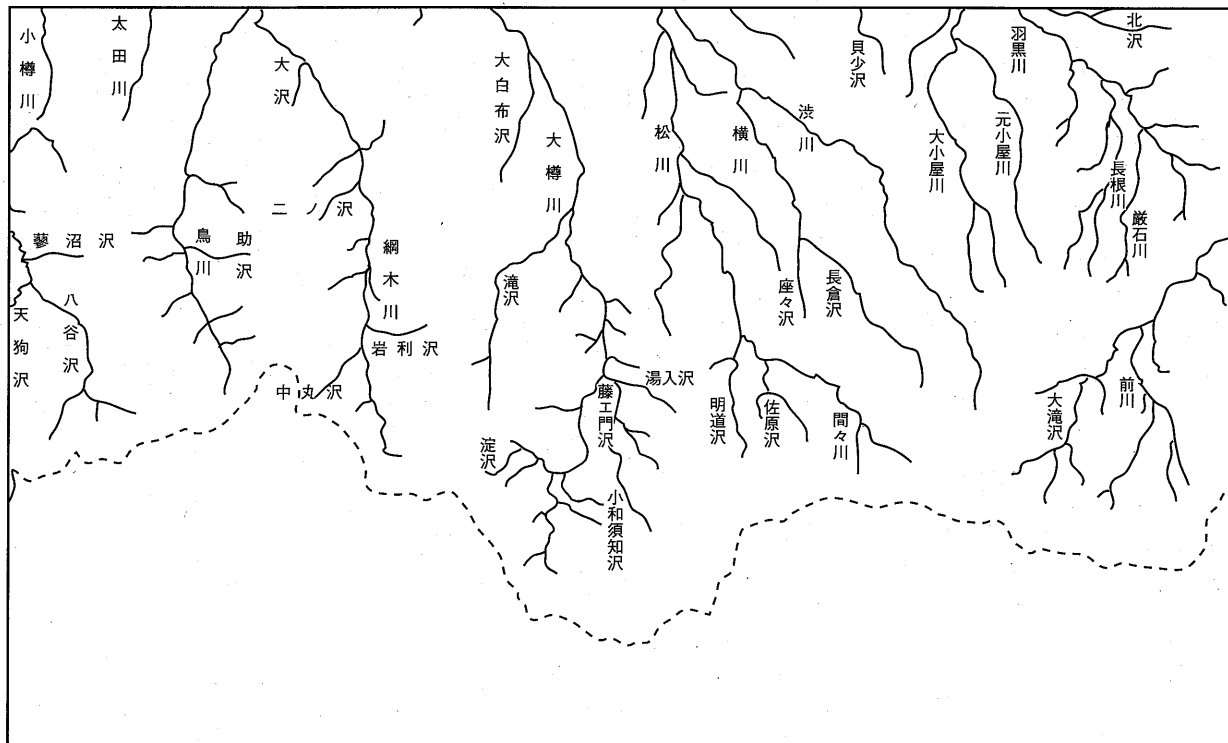 小樽川
太田川
大沢
大白布沢
大樽川
松川
横川
渋川
貝少沢
大小屋川
元小屋川
羽黒川
北沢
長根川
厳石川
蓼沼沢
鳥川
助沢
二ノ沢
綱木川
滝沢
座々沢
長倉沢
天狗沢
八谷沢
岩利沢
中丸沢
湯入沢
藤エ門沢
明道沢
佐原沢
間々川
大滝沢
前川
淀沢
小和須知沢